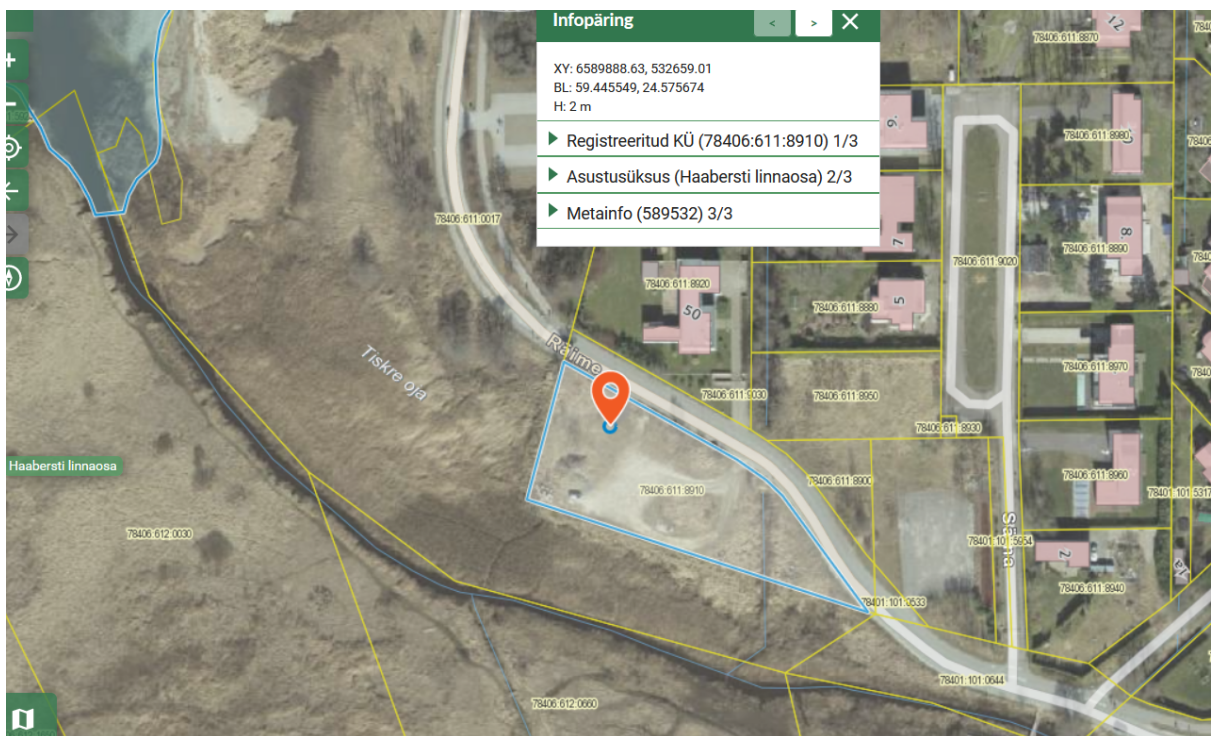 Infopäring
XY: 6589888.63, 532659.01
BL: 59.445549, 24.575674
H: 2 m
Registreeritud KÜ (78406:611:8910) 1/3
Asustusüksus (Haabersti linnaosa) 2/3
Metainfo (589532) 3/3
12
78406:611:8870
9
78406:611:8980
78406:611:0017
7
8
78406:611:8890
78406:611:9020
78406:611:8920
50
78406:611:8880
5
Räime
Tiskre oja
78406:611:8970
78406:611:9030
78406:611:8950
78406:611:8930
Haabersti linnaosa
78406:611:8910
78406:611:8900
78406:611:8960
78401:101:5317
78406:612:0030
78401:101:5954
2
78406:611:8940
78401:101:0533
78401:101:0644
78406:612:0660